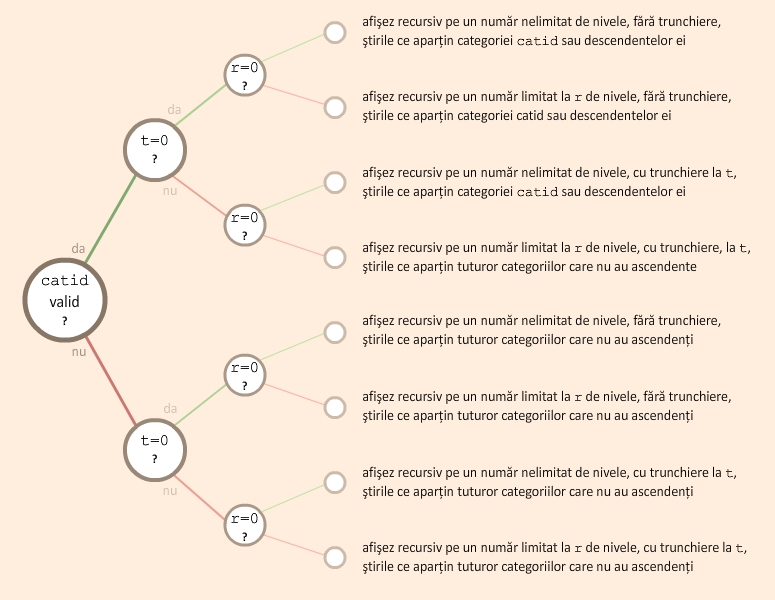 afişez recursiv pe un număr nelimitat de nivele, fără trunchiere,
ştirile ce aparţin categoriei catid sau descendentelor ei
r=0
?
afişez recursiv pe un număr limitat la r de nivele, fără trunchiere,
ştirile ce aparţin categoriei catid sau descendentelor ei
da
t=0
?
afişez recursiv pe un număr nelimitat de nivele, cu trunchiere la t,
ştirile ce aparţin categoriei catid sau descendentelor ei
nu
r=0
?
afişez recursiv pe un număr limitat la r de nivele, cu trunchiere, la t,
ştirile ce aparţin tuturor categoriilor care nu au ascendente
da
catid
valid
?
nu
afişez recursiv pe un număr nelimitat de nivele, fără trunchiere,
ştirile ce aparţin tuturor categoriilor care nu au ascendenţi
r=0
?
afişez recursiv pe un număr limitat la r de nivele, fără trunchiere,
ştirile ce aparţin tuturor categoriilor care nu au ascendenţi
da
t=0
?
afişez recursiv pe un număr nelimitat de nivele, cu trunchiere la t,
ştirile ce aparţin tuturor categoriilor care nu au ascendenţi
nu
r=0
?
afişez recursiv pe un număr limitat la r de nivele, cu trunchiere la t,
ştirile ce aparţin tuturor categoriilor care nu au ascendenţi